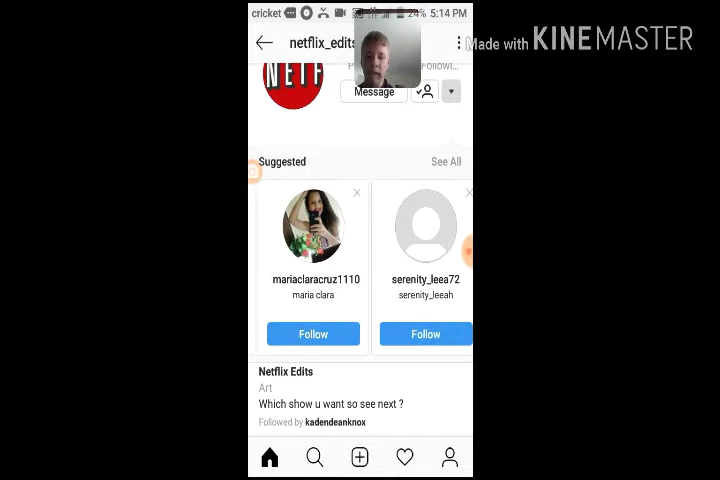 cricket 24% 5:14 PM
netflix_edits
Made with KINEMASTER
NETF
Followi...
Message
Suggested See All
mariaclaracruz1110
maria clara
Follow
serenity_leea72
serenity_leeah
Follow
Netflix Edits
Art
Which show u want so see next ?
Followed by kadendeanknox